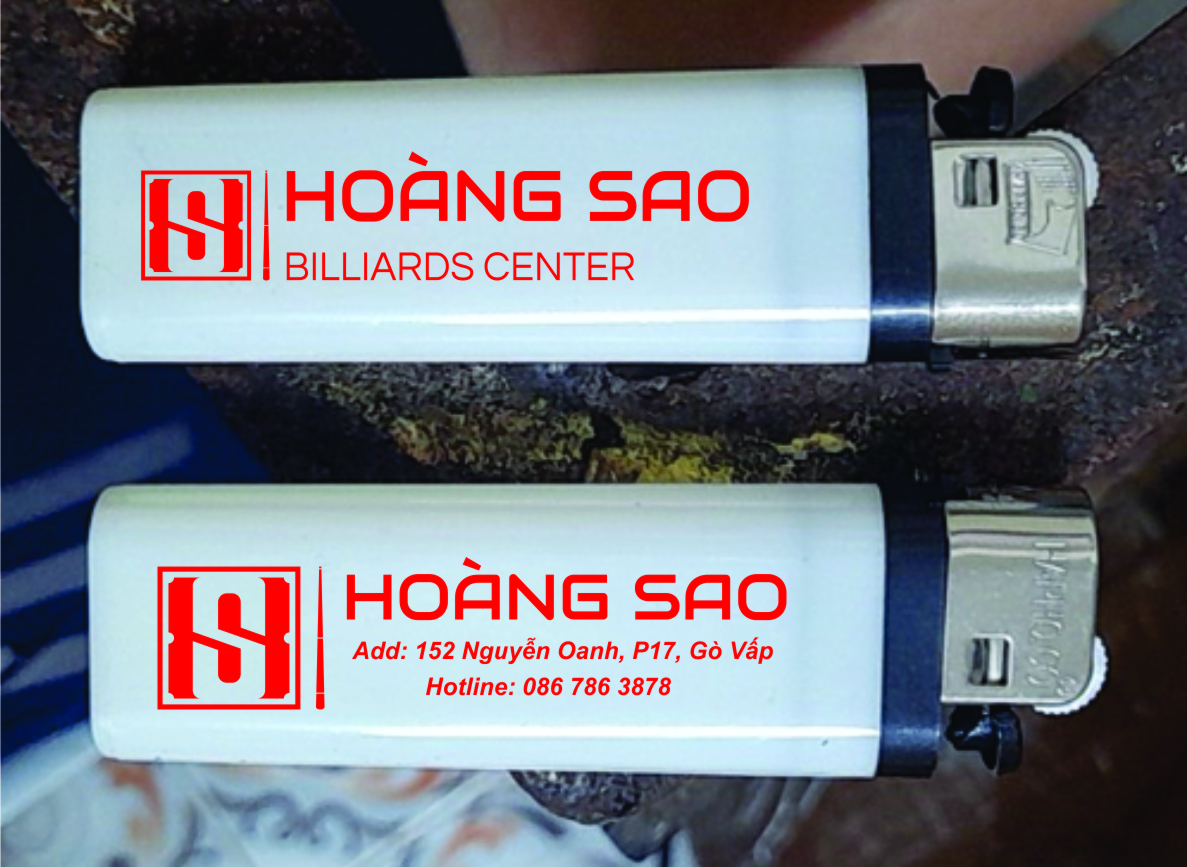 HOÀNG SAO
BILLIARDS CENTER
HOÀNG SAO
Add: 152 Nguyễn Oanh, P17, Gò Vấp
Hotline: 086 786 3878